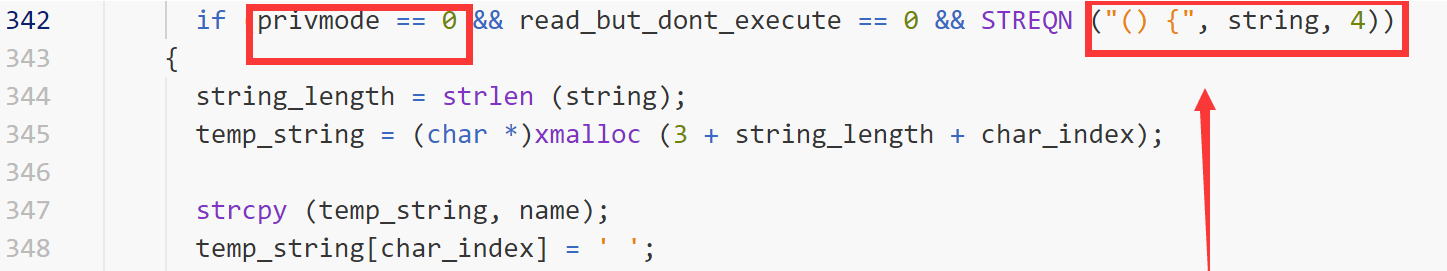 342 if (privmode == 0 && read_but_dont_execute == 0 && STREQN ("() {", string, 4))
343 {
344 string_length = strlen (string);
345 temp_string = (char *)xmalloc (3 + string_length + char_index);
346
347 strcpy (temp_string, name);
348 temp_string[char_index] = ' ';